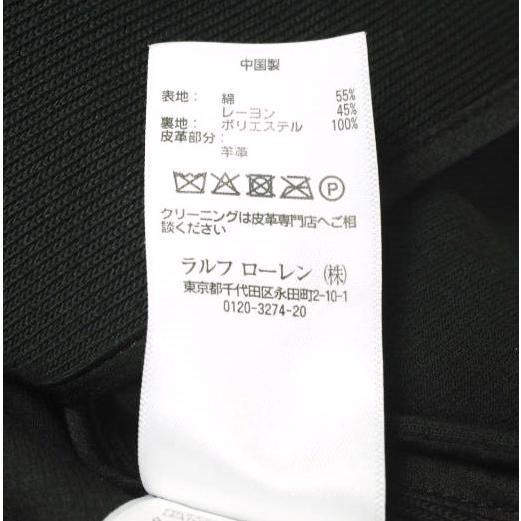 中国製
表地: 綿 55%
レーヨン 45%
裏地: ポリエステル 100%
皮革部分:
羊革
P
クリーニングは皮革専門店へご相
談ください
ラルフ ローレン (株)
東京都千代田区永田町2-10-1
0120-3274-20